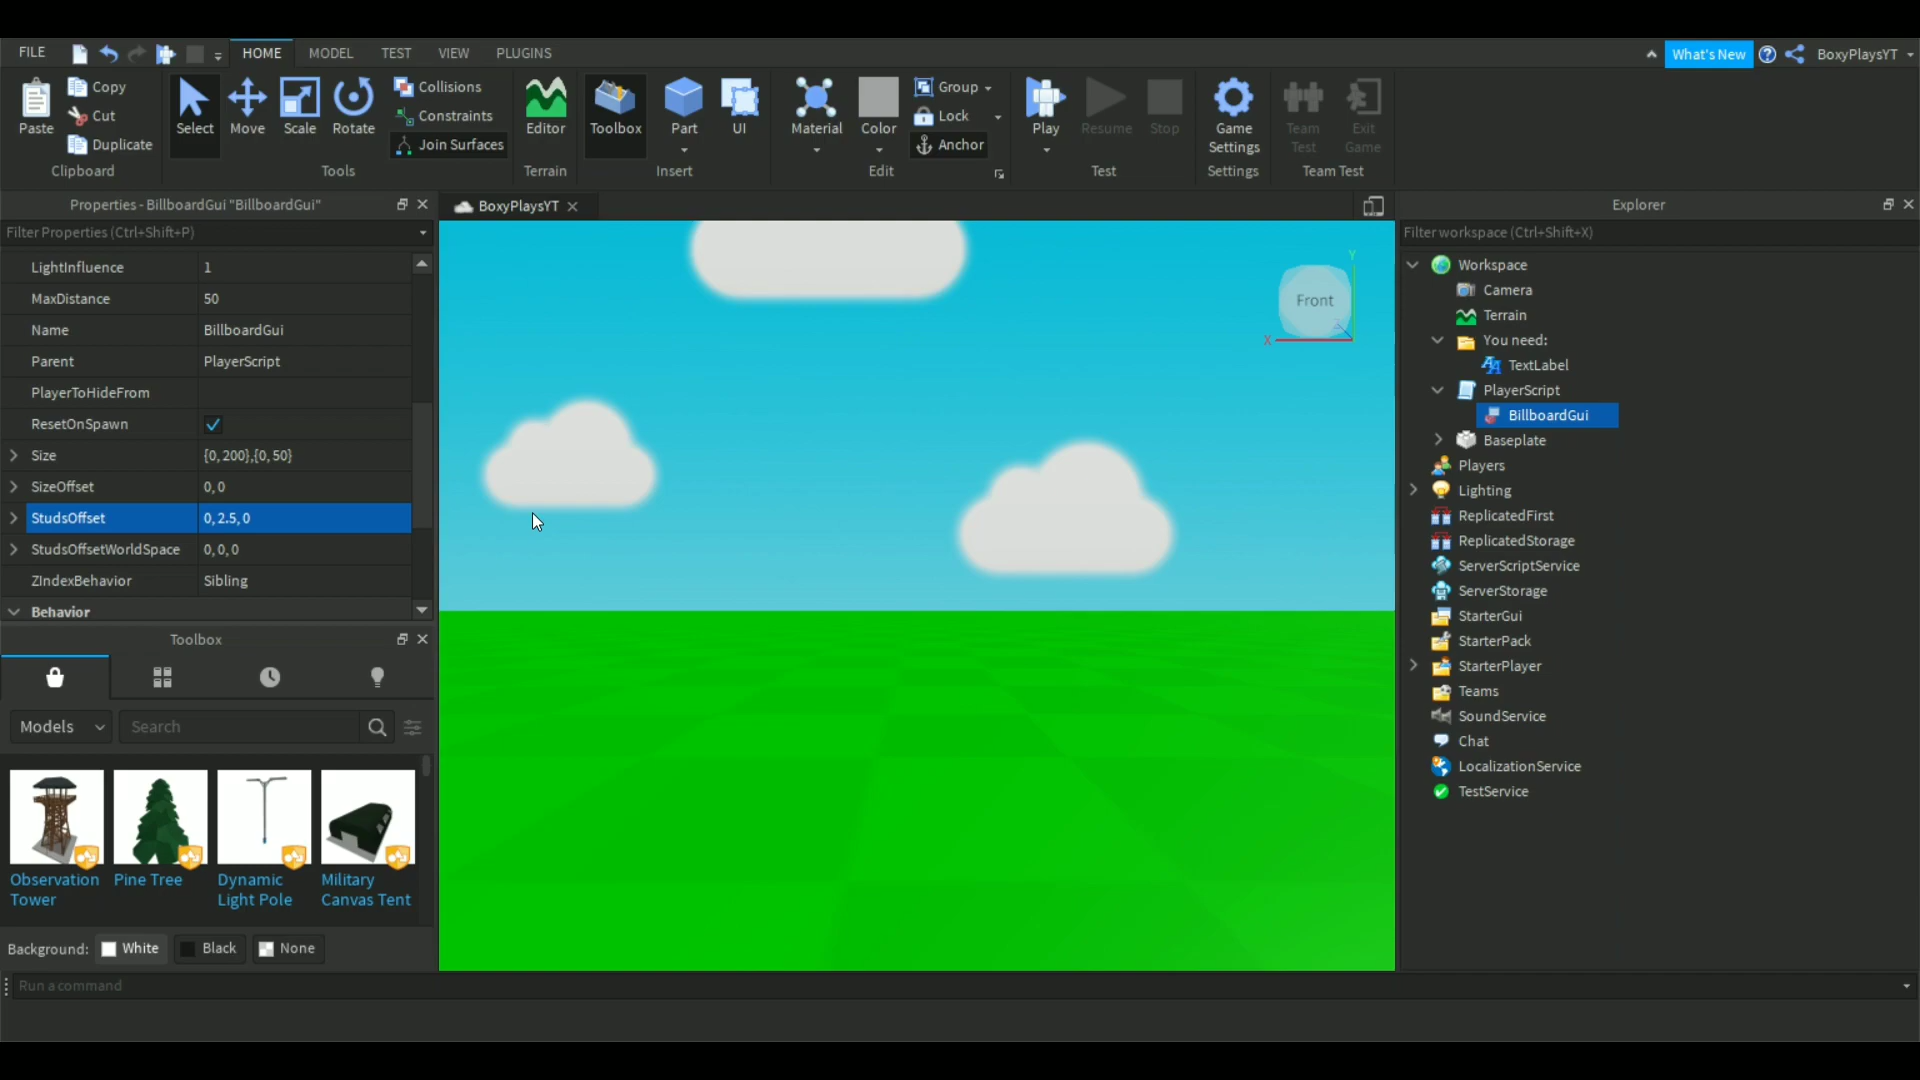 FILE HOME MODEL TEST VIEW PLUGINS What's New BoxyPlaysYT
Paste Copy Cut Duplicate Select Move Scale Rotate Collisions Constraints Join Surfaces Editor Toolbox Part UI Material Color Group Lock Anchor Play Resume Stop Game Settings Team Test Exit Game
Clipboard Tools Terrain Insert Edit Test Settings Team Test
Properties - BillboardGui "BillboardGui"
Filter Properties (Ctrl+Shift+P)
LightInfluence 1
MaxDistance 50
Name BillboardGui
Parent PlayerScript
PlayerToHideFrom
ResetOnSpawn
Size {0, 200},{0, 50}
SizeOffset 0, 0
StudsOffset 0, 2.5, 0
StudsOffsetWorldSpace 0, 0, 0
ZIndexBehavior Sibling
Behavior
Toolbox
Models Search
Observation Tower
Pine Tree
Dynamic Light Pole
Military Canvas Tent
Background: White Black None
Run a command
BoxyPlaysYT
Y
Front
X
Z
Explorer
Filter workspace (Ctrl+Shift+X)
Workspace
Camera
Terrain
You need:
TextLabel
PlayerScript
BillboardGui
Baseplate
Players
Lighting
ReplicatedFirst
ReplicatedStorage
ServerScriptService
ServerStorage
StarterGui
StarterPack
StarterPlayer
Teams
SoundService
Chat
LocalizationService
TestService